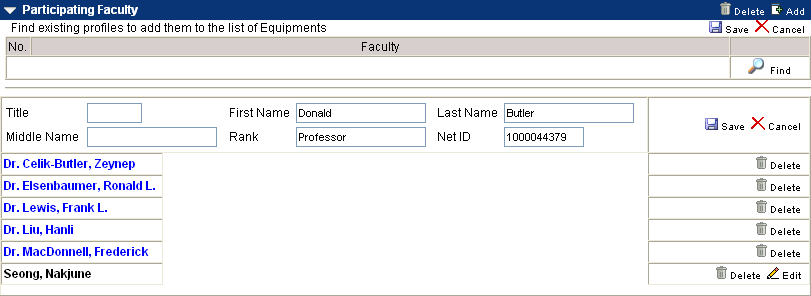 Participating Faculty Delete Add
Find existing profiles to add them to the list of Equipments Save Cancel
No. Faculty
Find
Title First Name Donald Last Name Butler
Save Cancel
Middle Name Rank Professor Net ID 1000044379
Dr. Celik-Butler, Zeynep Delete
Dr. Elsenbaumer, Ronald L. Delete
Dr. Lewis, Frank L. Delete
Dr. Liu, Hanli Delete
Dr. MacDonnell, Frederick Delete
Seong, Nakjune Delete Edit